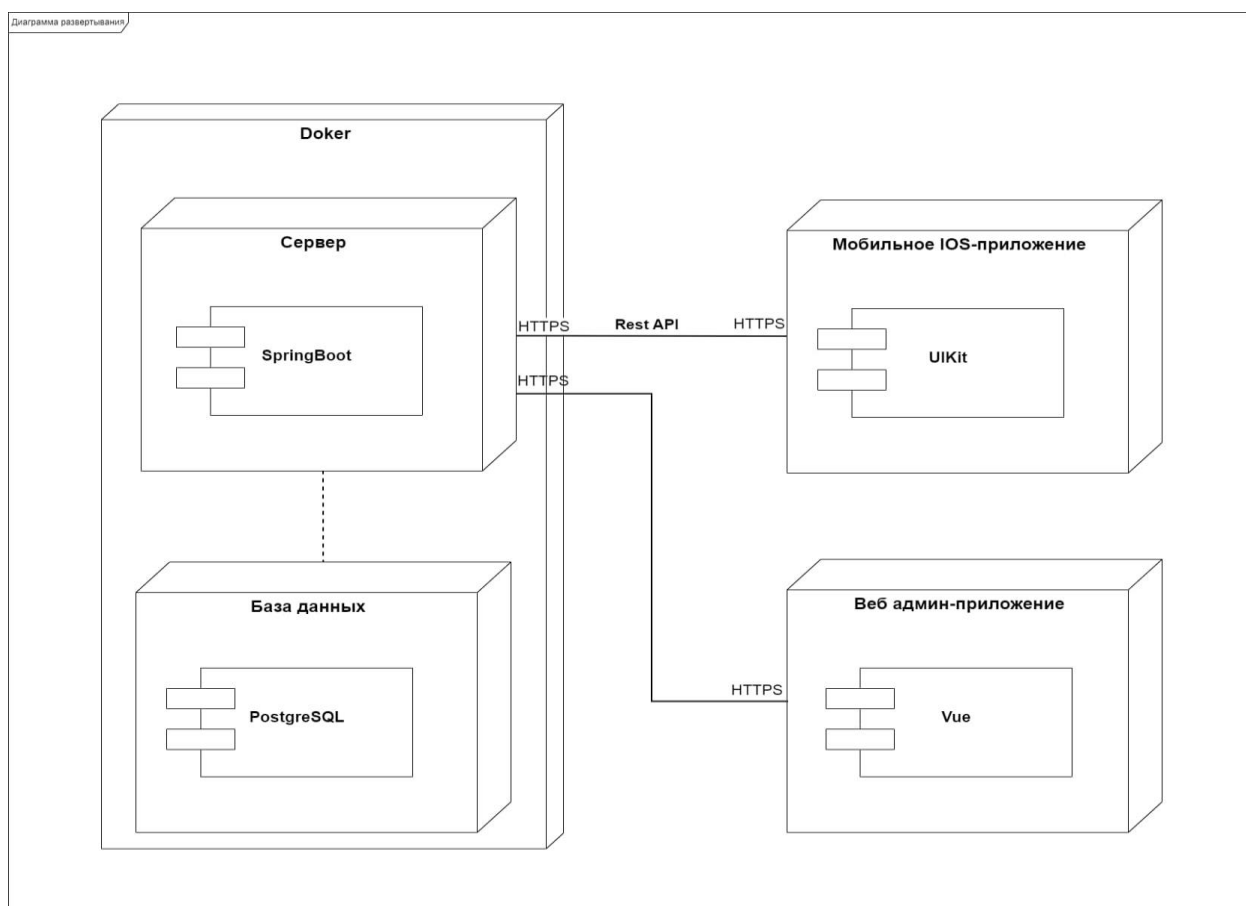 Диаграмма развертывания
Doker
Сервер
SpringBoot
HTTPS
Rest API
HTTPS
Мобильное IOS-приложение
UIKit
HTTPS
База данных
PostgreSQL
Веб админ-приложение
HTTPS
Vue